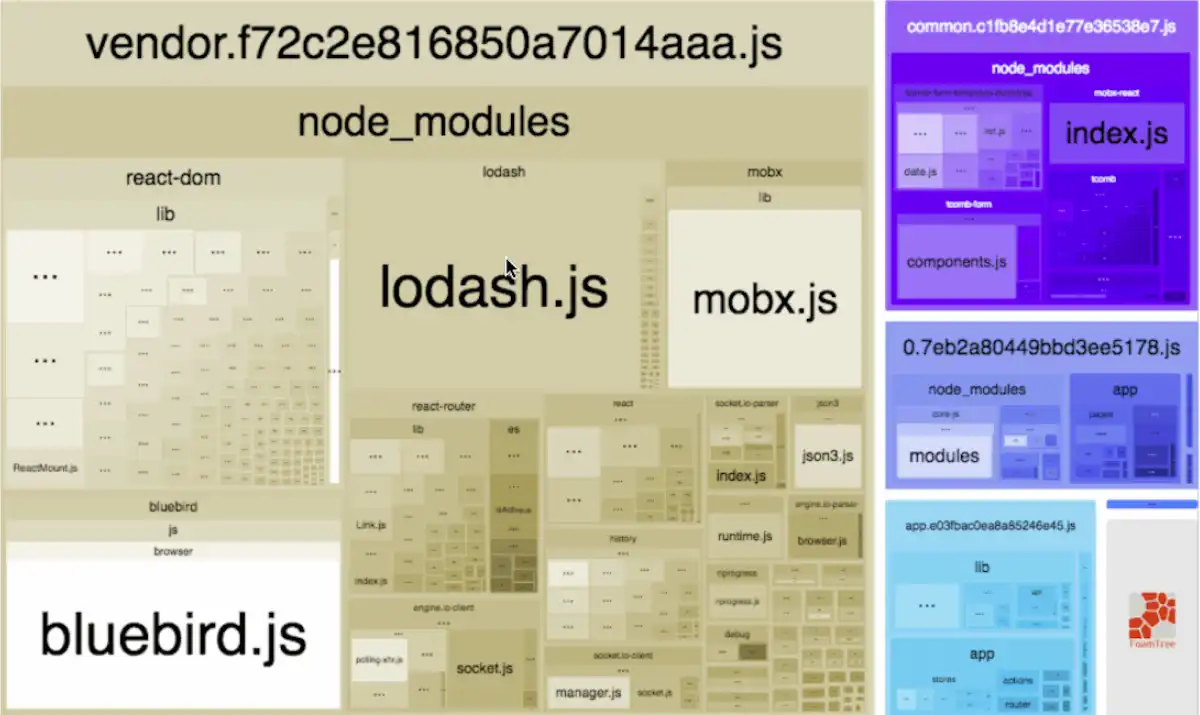 vendor.f72c2e816850a7014aaa.js
node_modules
react-dom
lib
ReactMount.js
bluebird
js
browser
bluebird.js
lodash
lodash.js
mobx
lib
mobx.js
react-router
lib
es
Link.js
index.js
react
socket.io-parser
index.js
json3
json3.js
history
runtime.js
engine.io-parser
browser.js
nprogress
nprogress.js
debug
engine.io-client
polling-xhr.js
socket.js
socket.io-client
manager.js
socket.js
common.c1fb8e4d1e77e36538e7.js
node_modules
list.js
date.js
mobx-react
index.js
tcomb-form
components.js
tcomb
0.7eb2a80449bbd3ee5178.js
node_modules
core-js
modules
app
pages
app.e03fbac0ea8a85246e45.js
lib
app
stores
options
router
FoamTree